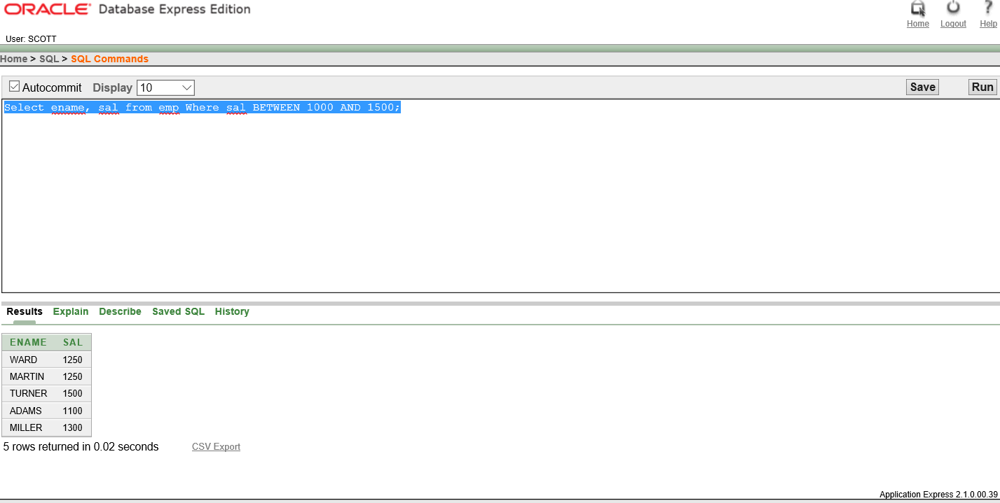 ORACLE Database Express Edition
Home Logout Help
User: SCOTT
Home > SQL > SQL Commands
Autocommit Display 10 Save Run
Select ename, sal from emp Where sal BETWEEN 1000 AND 1500;
Results Explain Describe Saved SQL History
ENAME SAL
WARD 1250
MARTIN 1250
TURNER 1500
ADAMS 1100
MILLER 1300
5 rows returned in 0.02 seconds CSV Export
Application Express 2.1.0.00.39